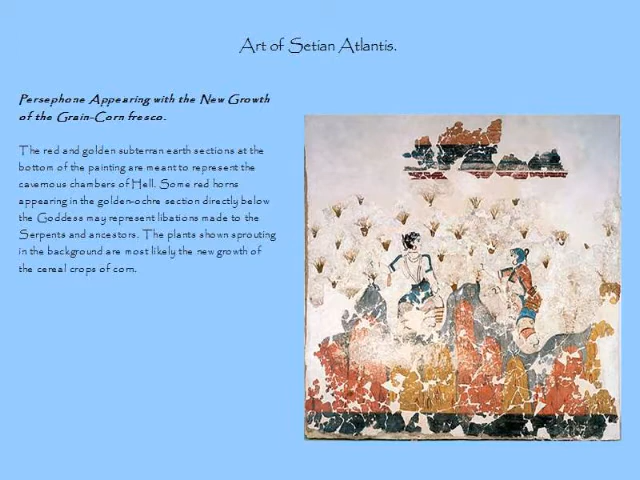 Art of Setian Atlantis.
Persephone Appearing with the New Growth
of the Grain-Corn fresco.
The red and golden subterran earth sections at the
bottom of the painting are meant to represent the
cavernous chambers of Hell. Some red horns
appearing in the golden-ochre section directly below
the Goddess may represent libations made to the
Serpents and ancestors. The plants shown sprouting
in the background are most likely the new growth of
the cereal crops of corn.